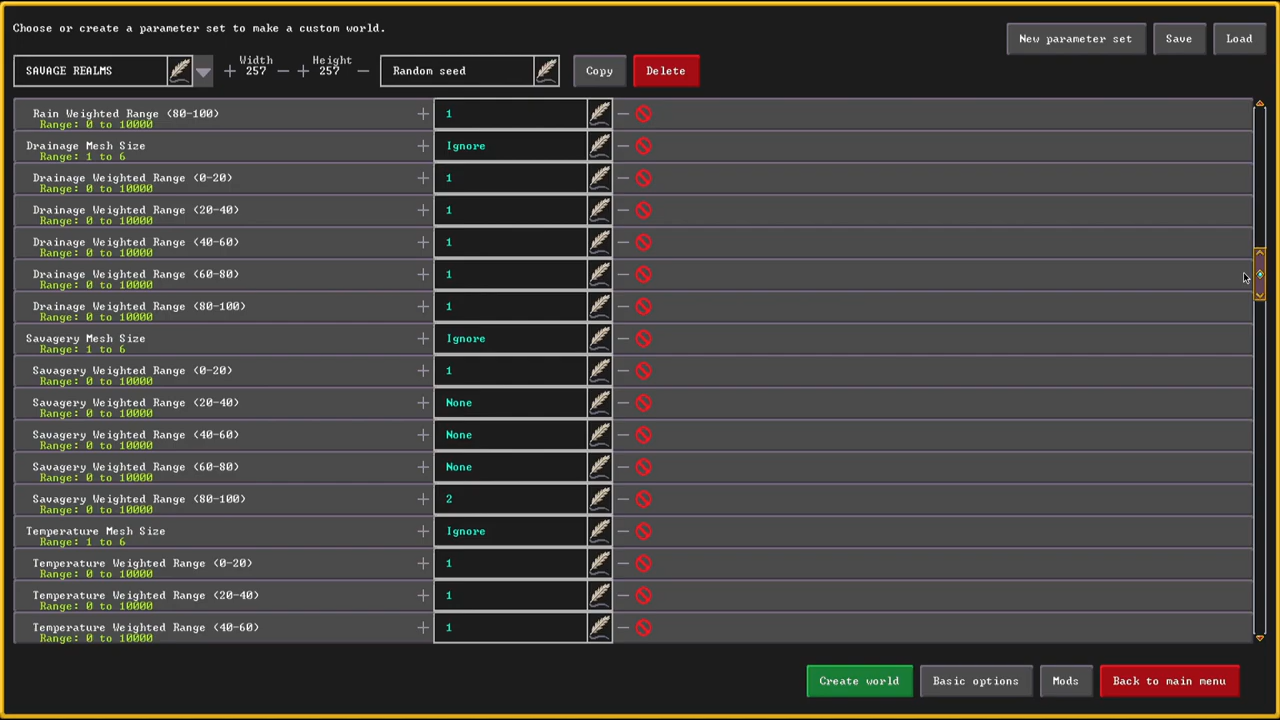 Choose or create a parameter set to make a custom world.
New parameter set
Save
Load
SAVAGE REALMS
Width
257
Height
257
Random seed
Copy
Delete
Rain Weighted Range (80-100)
1
Range: 0 to 10000
Drainage Mesh Size
Ignore
Range: 1 to 6
Drainage Weighted Range (0-20)
1
Range: 0 to 10000
Drainage Weighted Range (20-40)
1
Range: 0 to 10000
Drainage Weighted Range (40-60)
1
Range: 0 to 10000
Drainage Weighted Range (60-80)
1
Range: 0 to 10000
Drainage Weighted Range (80-100)
1
Range: 0 to 10000
Savagery Mesh Size
Ignore
Range: 1 to 6
Savagery Weighted Range (0-20)
1
Range: 0 to 10000
Savagery Weighted Range (20-40)
None
Range: 0 to 10000
Savagery Weighted Range (40-60)
None
Range: 0 to 10000
Savagery Weighted Range (60-80)
None
Range: 0 to 10000
Savagery Weighted Range (80-100)
2
Range: 0 to 10000
Temperature Mesh Size
Ignore
Range: 1 to 6
Temperature Weighted Range (0-20)
1
Range: 0 to 10000
Temperature Weighted Range (20-40)
1
Range: 0 to 10000
Temperature Weighted Range (40-60)
1
Range: 0 to 10000
Create world
Basic options
Mods
Back to main menu